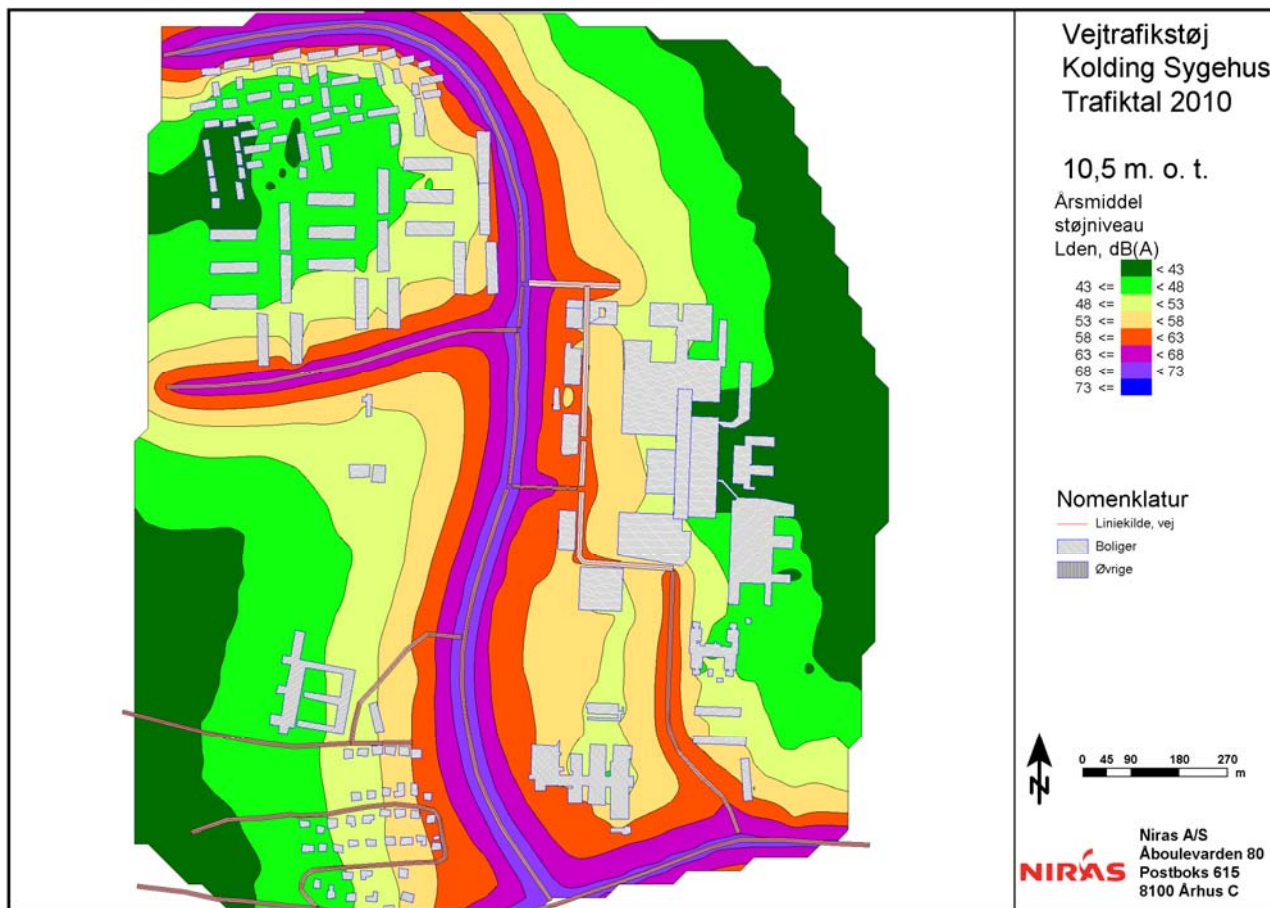 Vejtrafikstøj
Kolding Sygehus
Trafiktal 2010
10,5 m. o. t.
Årsmiddel
støjniveau
Lden, dB(A)
< 43
43 <= < 48
48 <= < 53
53 <= < 58
58 <= < 63
63 <= < 68
68 <= < 73
73 <=
Nomenklatur
Liniekilde, vej
Boliger
Øvrige
N
0 45 90 180 270
m
NIRAS
Niras A/S
Åboulevarden 80
Postboks 615
8100 Århus C